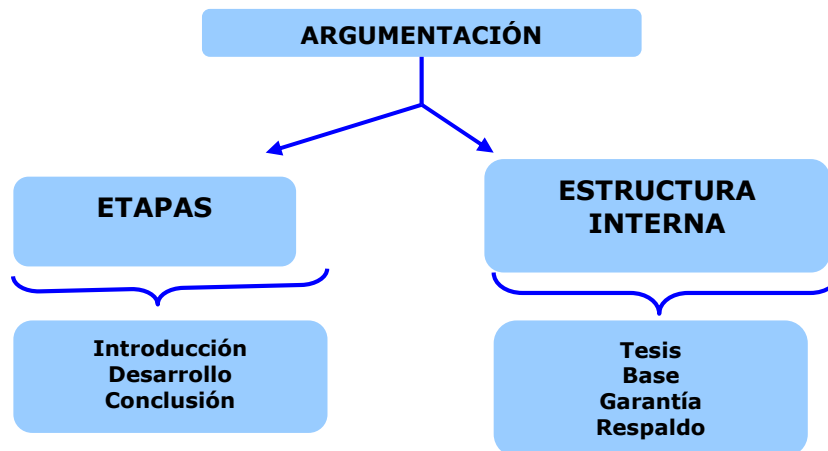 ARGUMENTACIÓN
ETAPAS
ESTRUCTURA
INTERNA
Introducción
Desarrollo
Conclusión
Tesis
Base
Garantía
Respaldo